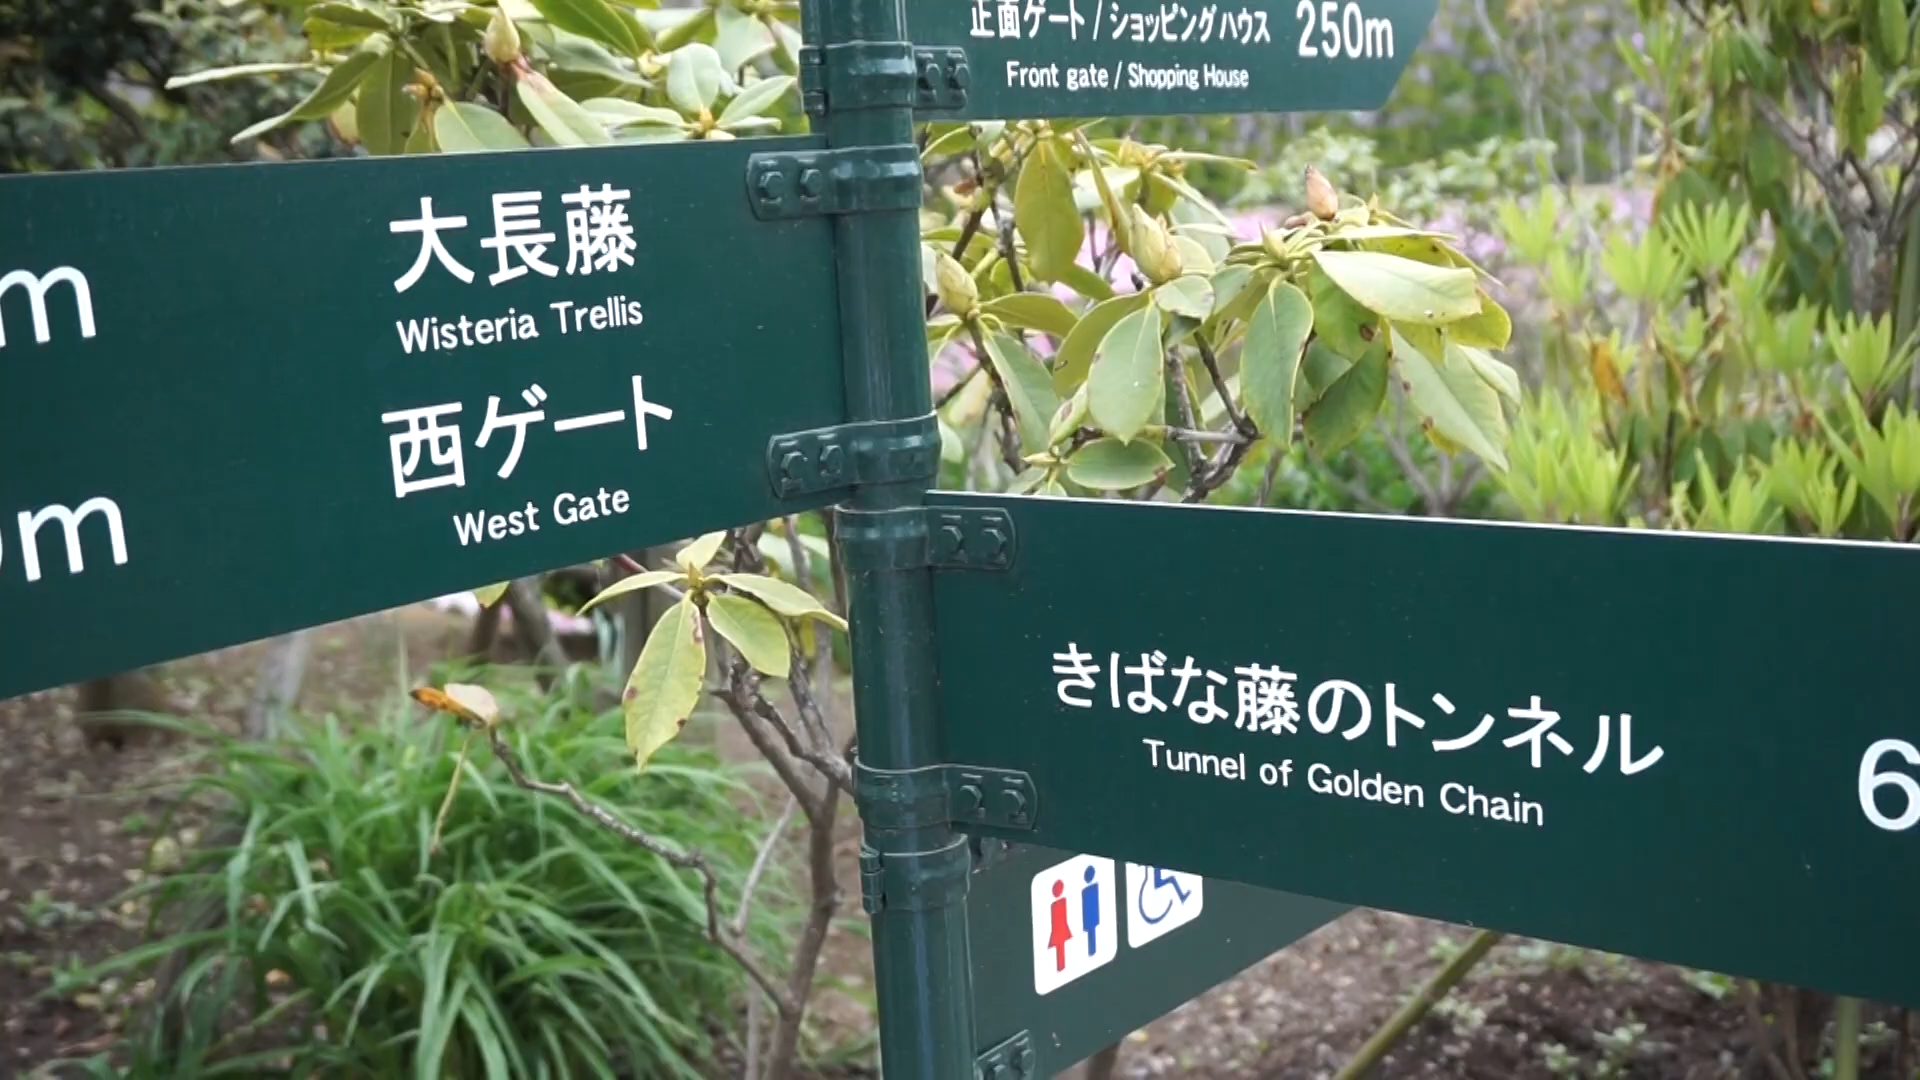 正面ゲート / ショッピングハウス 250m
Front gate / Shopping House
大長藤
Wisteria Trellis
m
西ゲート
West Gate
m
きばな藤のトンネル
Tunnel of Golden Chain
6